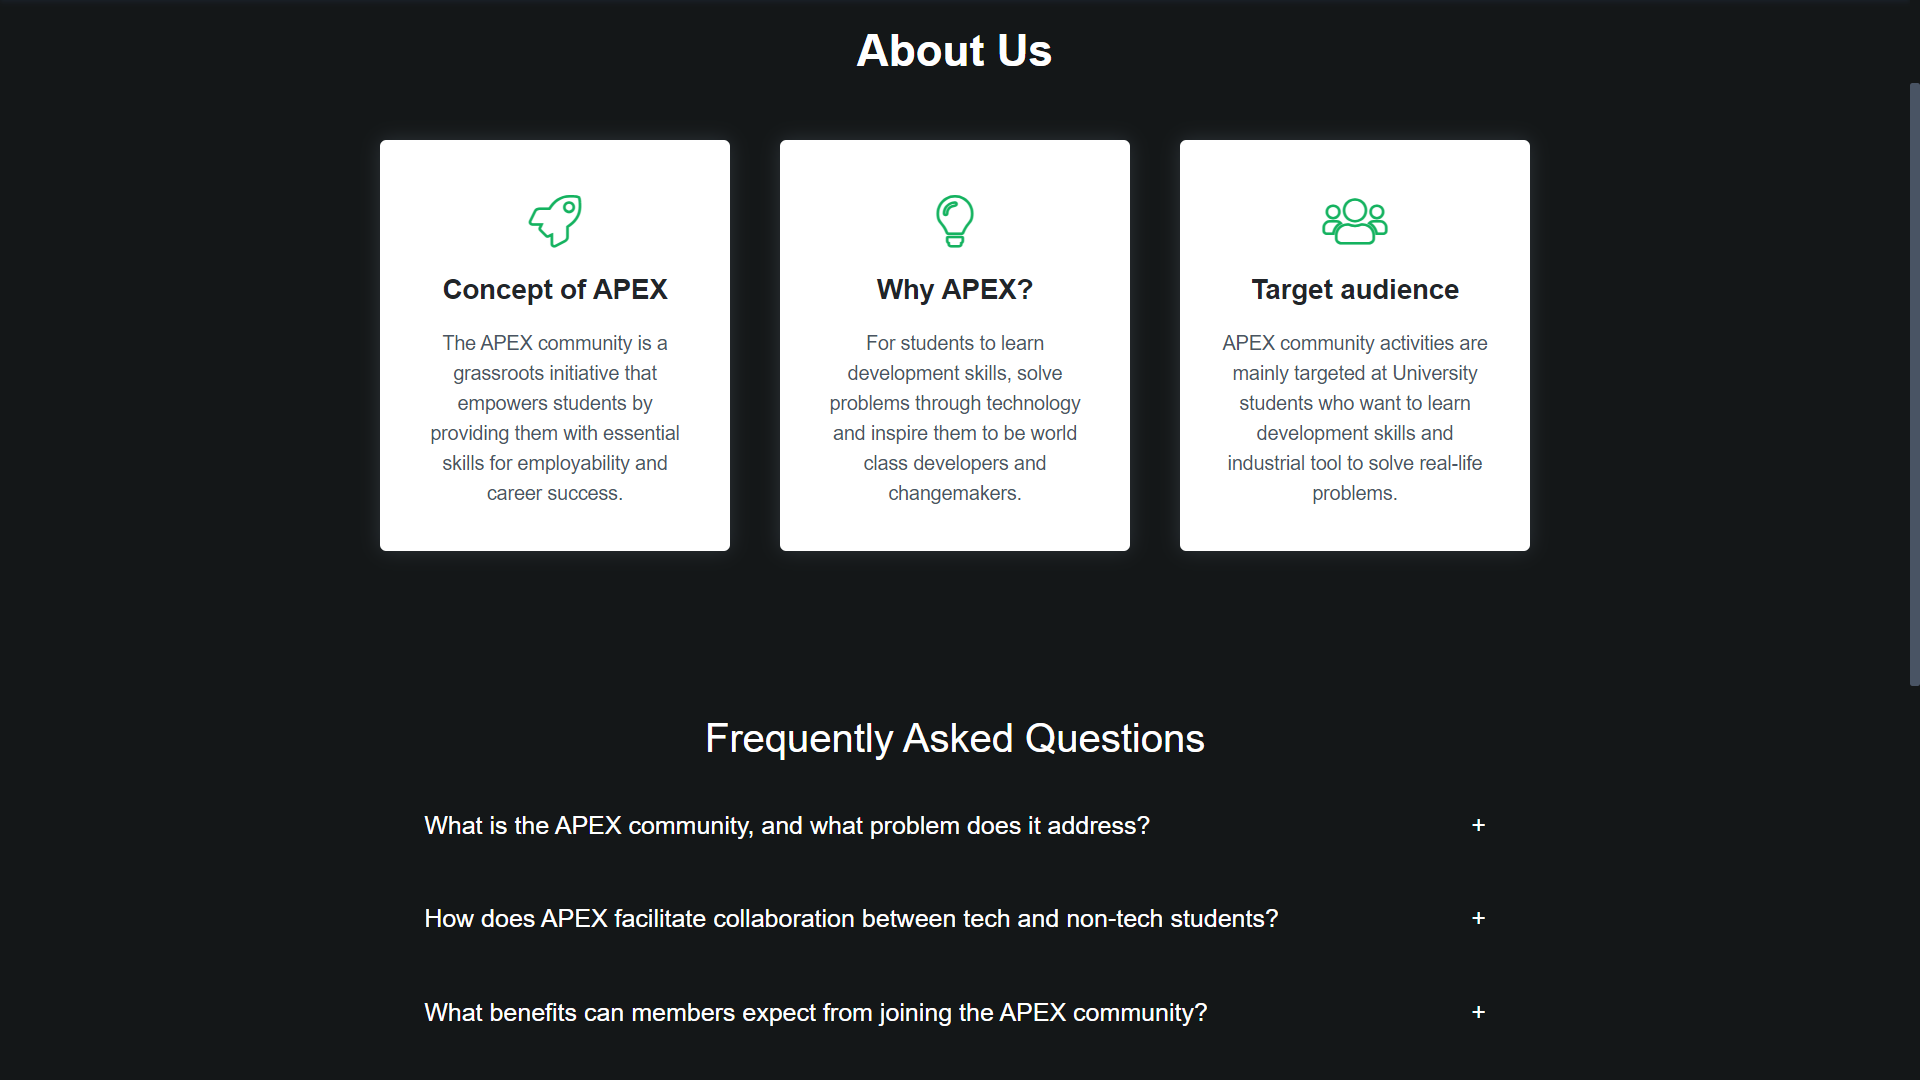 About Us
Concept of APEX
The APEX community is a
grassroots initiative that
empowers students by
providing them with essential
skills for employability and
career success.
Why APEX?
For students to learn
development skills, solve
problems through technology
and inspire them to be world
class developers and
changemakers.
Target audience
APEX community activities are
mainly targeted at University
students who want to learn
development skills and
industrial tool to solve real-life
problems.
Frequently Asked Questions
What is the APEX community, and what problem does it address? +
How does APEX facilitate collaboration between tech and non-tech students? +
What benefits can members expect from joining the APEX community? +